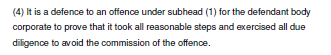 (4) It is a defence to an offence under subhead (1) for the defendant body
corporate to prove that it took all reasonable steps and exercised all due
diligence to avoid the commission of the offence.